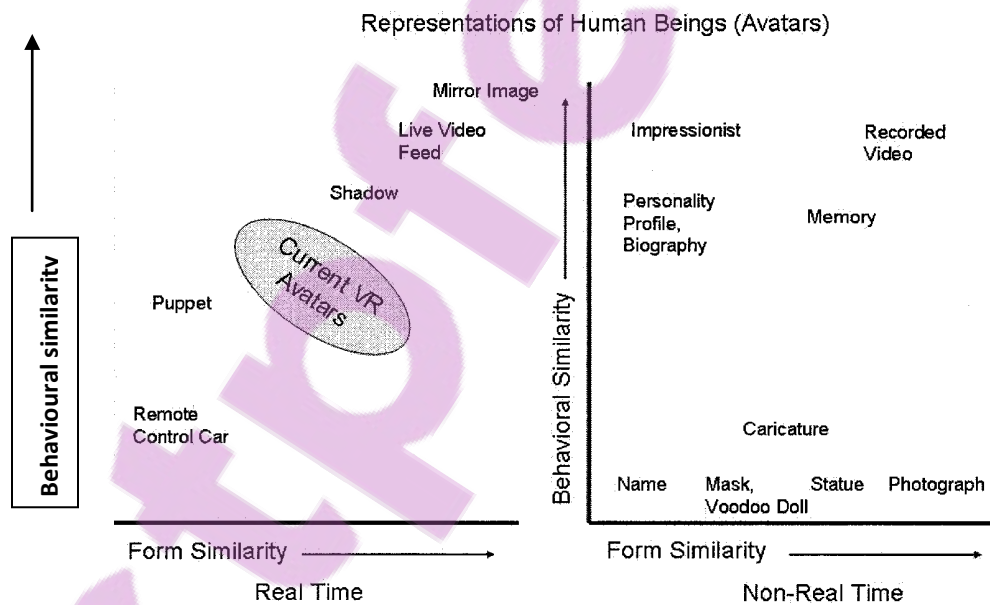 Representations of Human Beings (Avatars)
Mirror Image
Live Video
Feed
Shadow
Current VR
Avatars
Puppet
Remote
Control Car
Behavioural similarity
Form Similarity
Real Time
Impressionist
Recorded
Video
Personality
Profile,
Biography
Memory
Behavioral Similarity
Caricature
Name
Mask,
Voodoo Doll
Statue
Photograph
Form Similarity
Non-Real Time